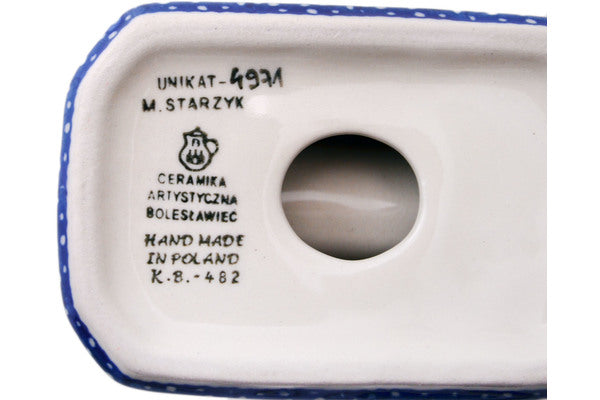 UNIKAT-4971
M. STARZYK
CERAMIKA
ARTYSTYCZNA
BOLESŁAWIEC
HAND MADE
IN POLAND
K.B.-482